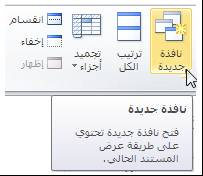 نافذة
جديدة
ترتيب
الكل
تجميد
أجزاء
انقسام
إخفاء
إظهار
نافذة جديدة
فتح نافذة جديدة تحتوي
على طريقة عرض
المستند الحالي.